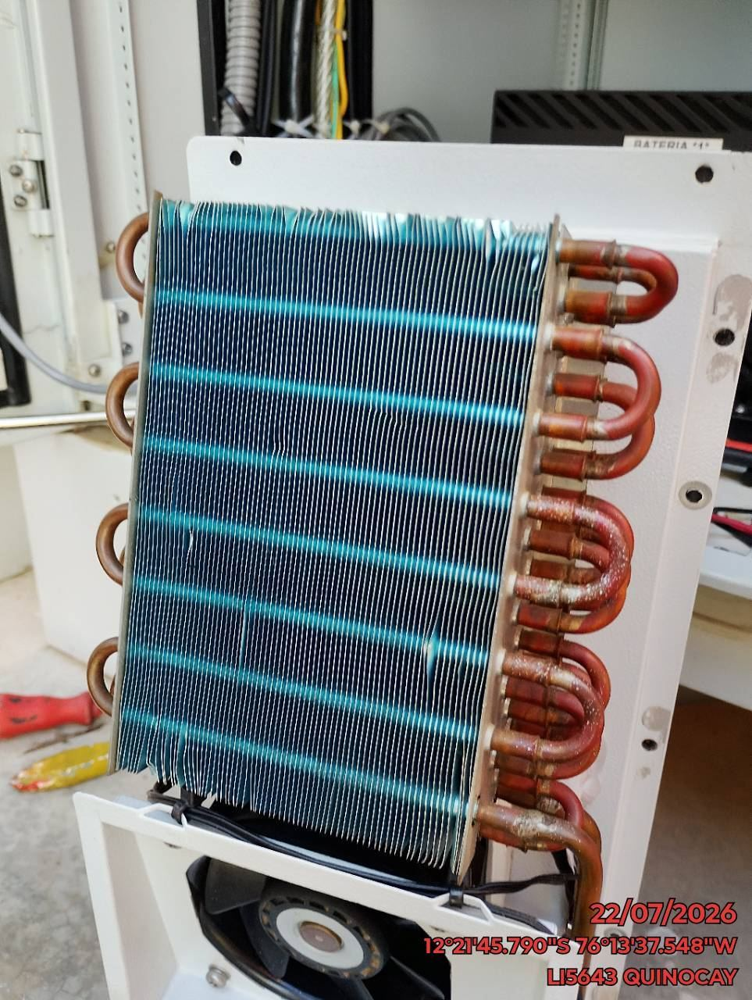 BATERIA "1"
22/07/2026
12°21'45.790"S 76°13'37.548"W
LI5643 QUINOCAY